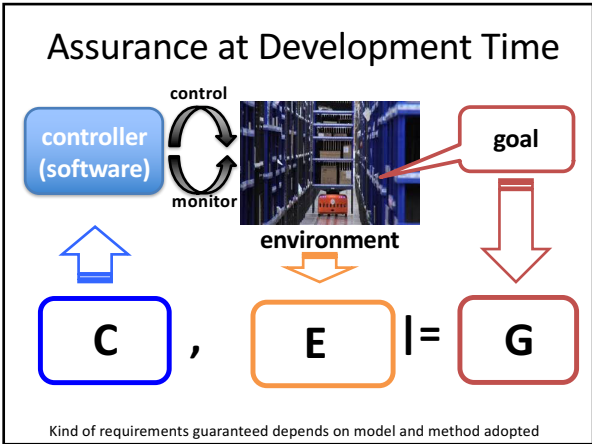 Assurance at Development Time
control
controller
(software)
goal
monitor
environment
C , E |= G
Kind of requirements guaranteed depends on model and method adopted